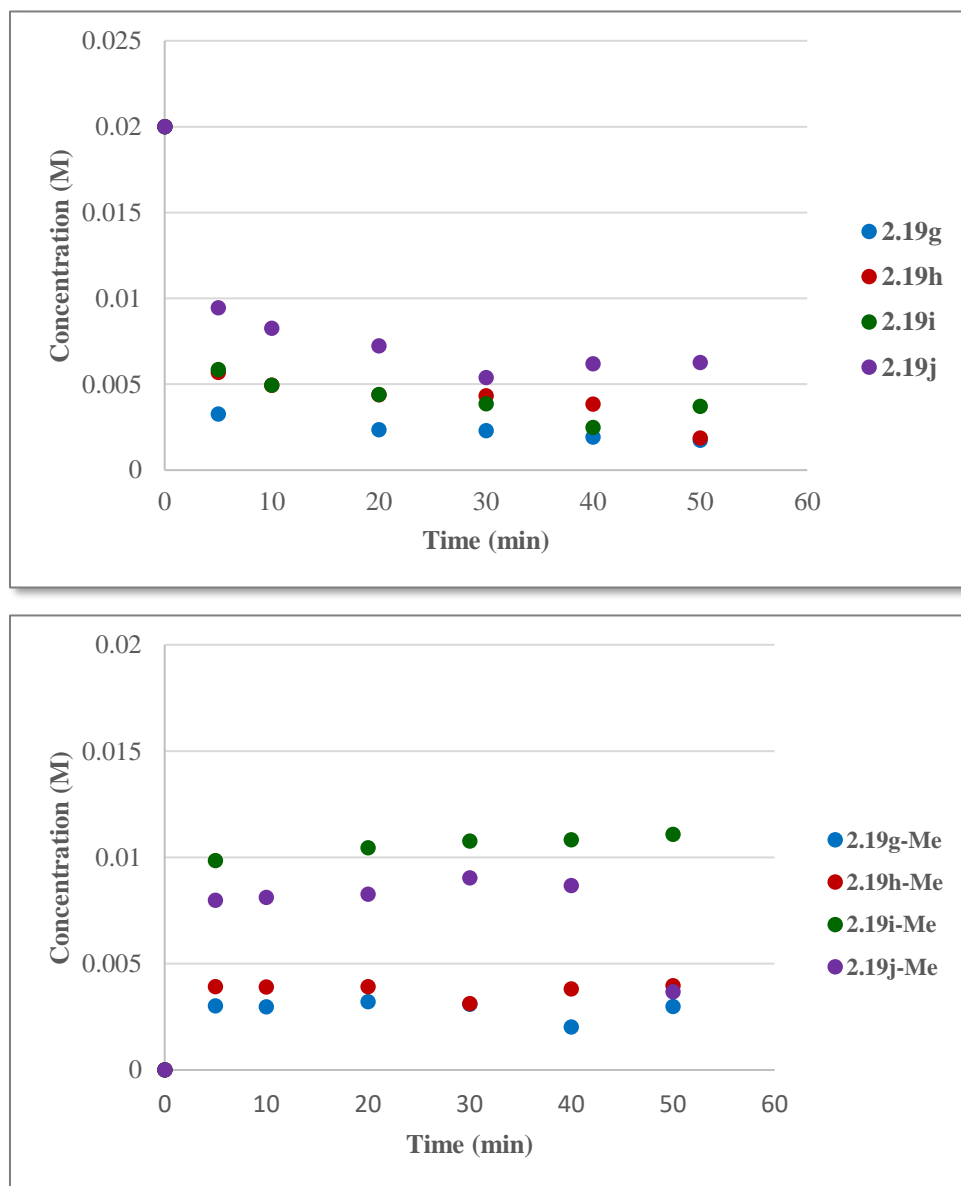 0.025
0.02
0.015
0.01
0.005
0
Concentration (M)
0 10 20 30 40 50 60
Time (min)
2.19g
2.19h
2.19i
2.19j
0.02
0.015
0.01
0.005
0
Concentration (M)
0 10 20 30 40 50 60
Time (min)
2.19g-Me
2.19h-Me
2.19i-Me
2.19j-Me